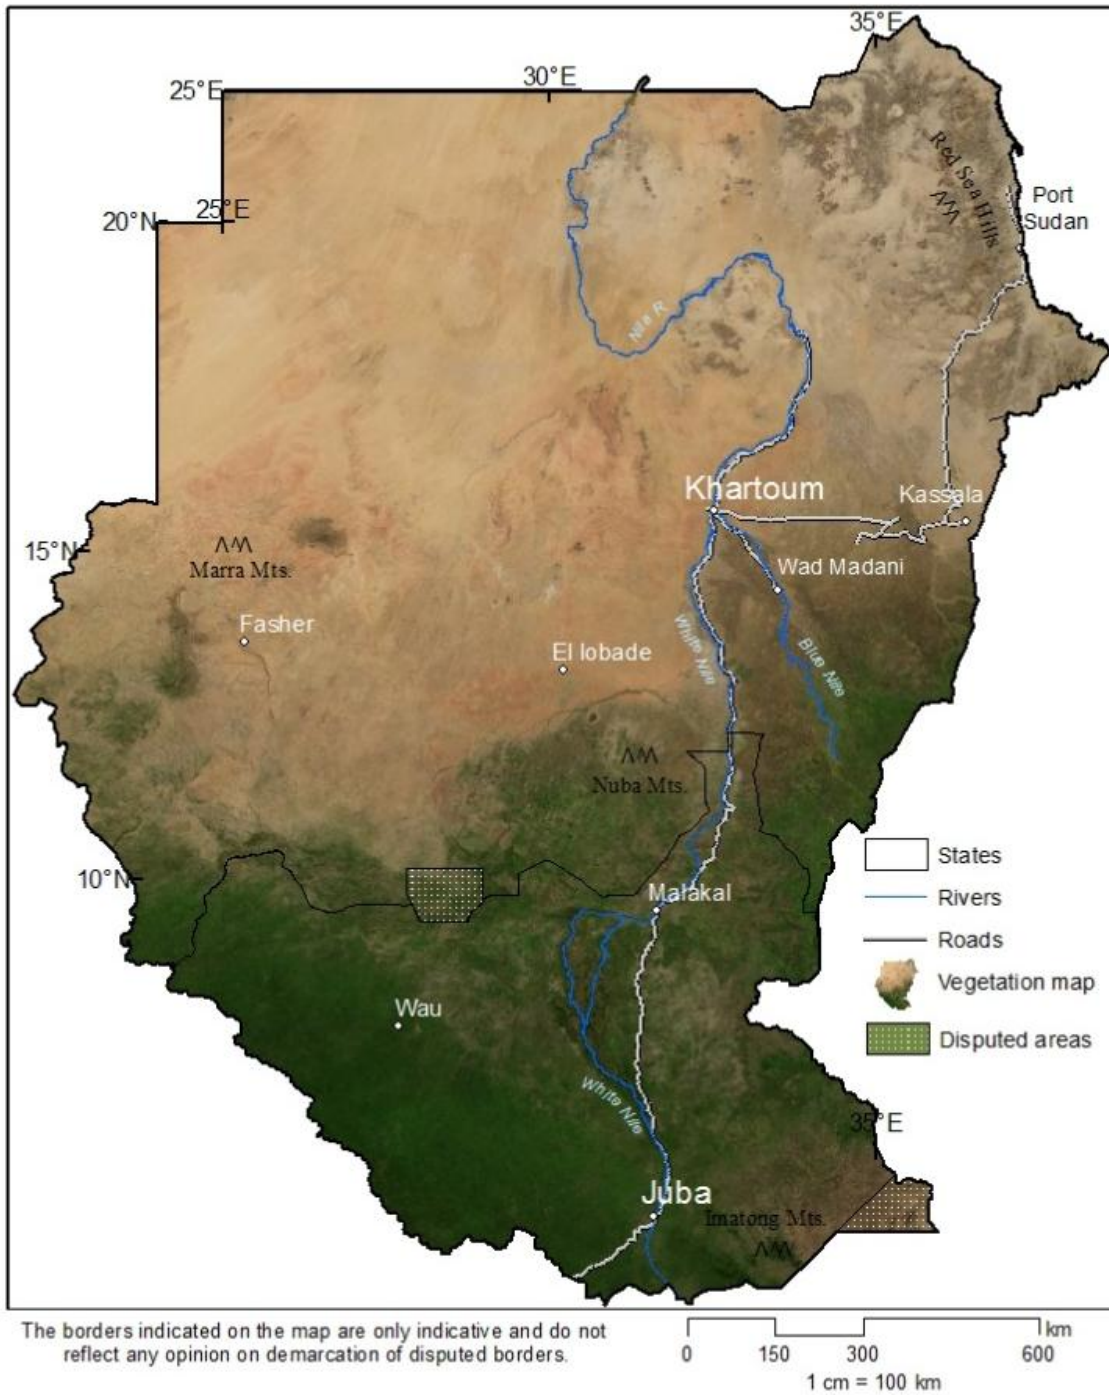 35°E
30°E
25°E
Red Sea Hills
Port
Sudan
20°N
25°E
Nile R
Khartoum
Kassala
15°N
Marra Mts.
Wad Madani
Fasher
White Nile
El lobade
Blue Nile
Nuba Mts.
10°N
States
Malakal
Rivers
Roads
Vegetation map
Wau
Disputed areas
White Nile
35°E
Juba
Imatong Mts.
The borders indicated on the map are only indicative and do not
reflect any opinion on demarcation of disputed borders.
km
0 150 300 600
1 cm = 100 km